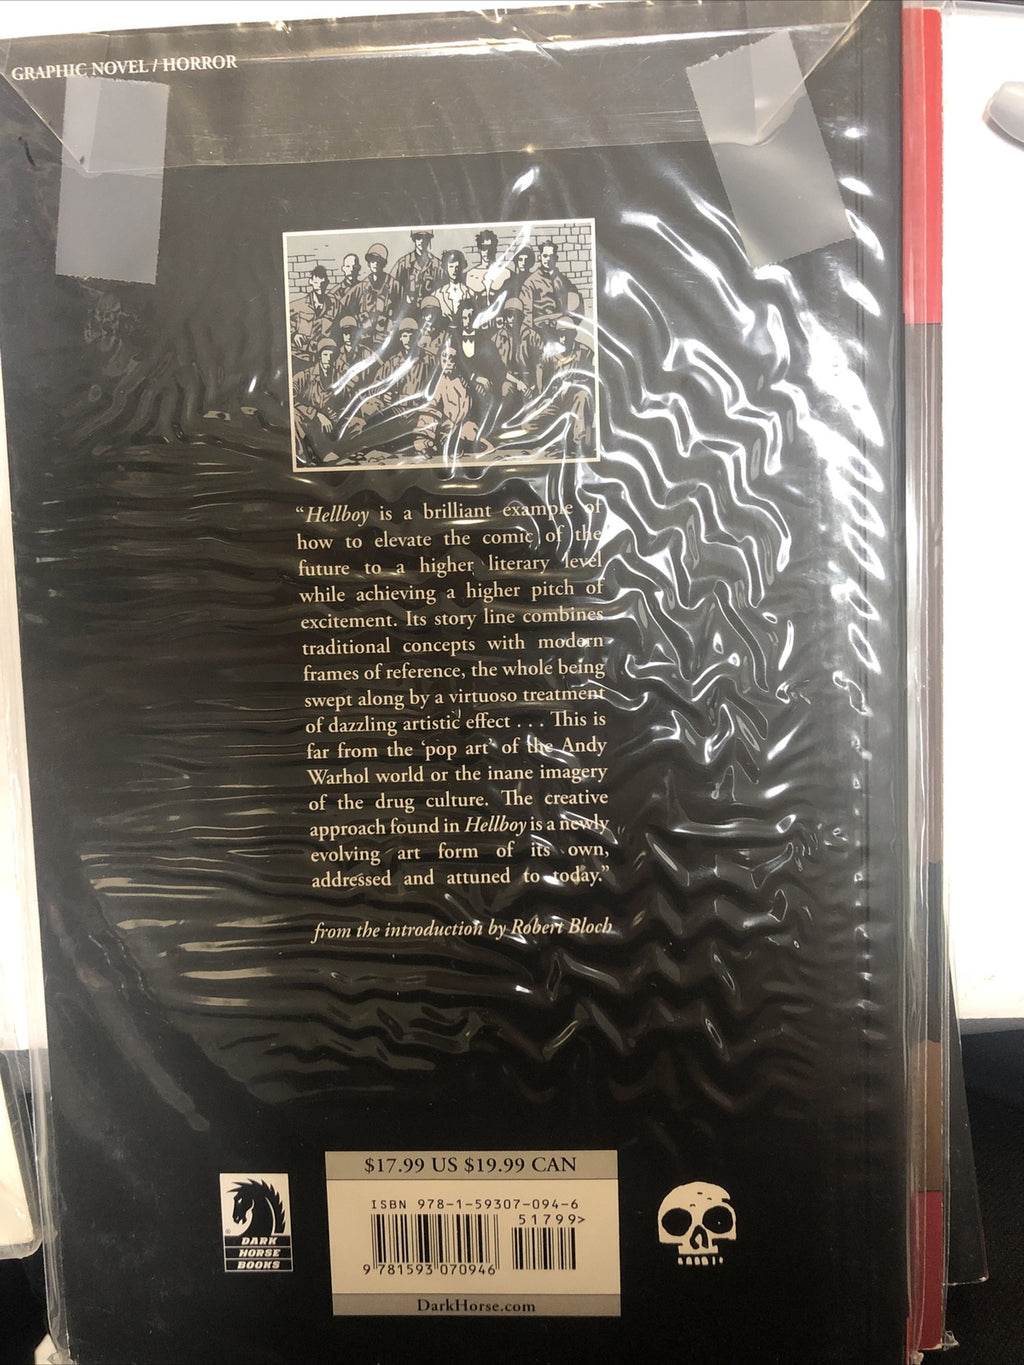 GRAPHIC NOVEL / HORROR
“Hellboy is a brilliant example of
how to elevate the comic of the
future to a higher literary level
while achieving a higher pitch of
excitement. Its story line combines
traditional concepts with modern
frames of reference, the whole being
swept along by a virtuoso treatment
of dazzling artistic effect . . . This is
far from the ‘pop art’ of the Andy
Warhol world or the inane imagery
of the drug culture. The creative
approach found in Hellboy is a newly
evolving art form of its own,
addressed and attuned to today.”
from the introduction by Robert Bloch
$17.99 US $19.99 CAN
ISBN 978-1-59307-094-6
51799>
9 781593 070946
DarkHorse.com
DARK
HORSE
BOOKS